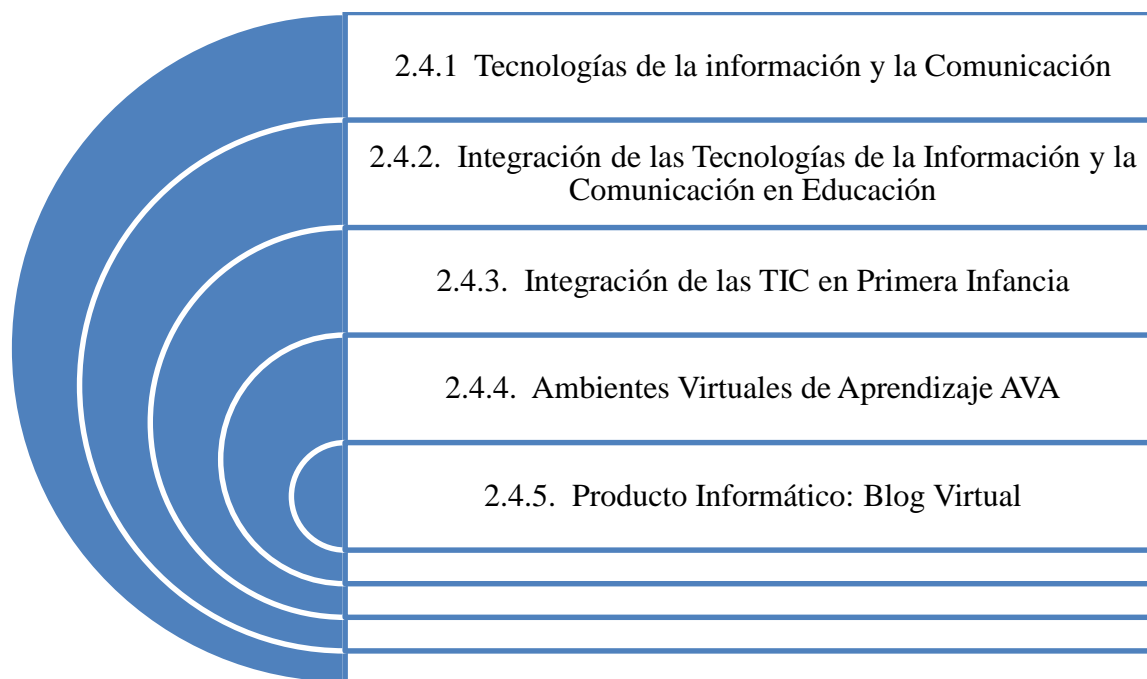 2.4.1 Tecnologías de la información y la Comunicación
2.4.2. Integración de las Tecnologías de la Información y la
Comunicación en Educación
2.4.3. Integración de las TIC en Primera Infancia
2.4.4. Ambientes Virtuales de Aprendizaje AVA
2.4.5. Producto Informático: Blog Virtual